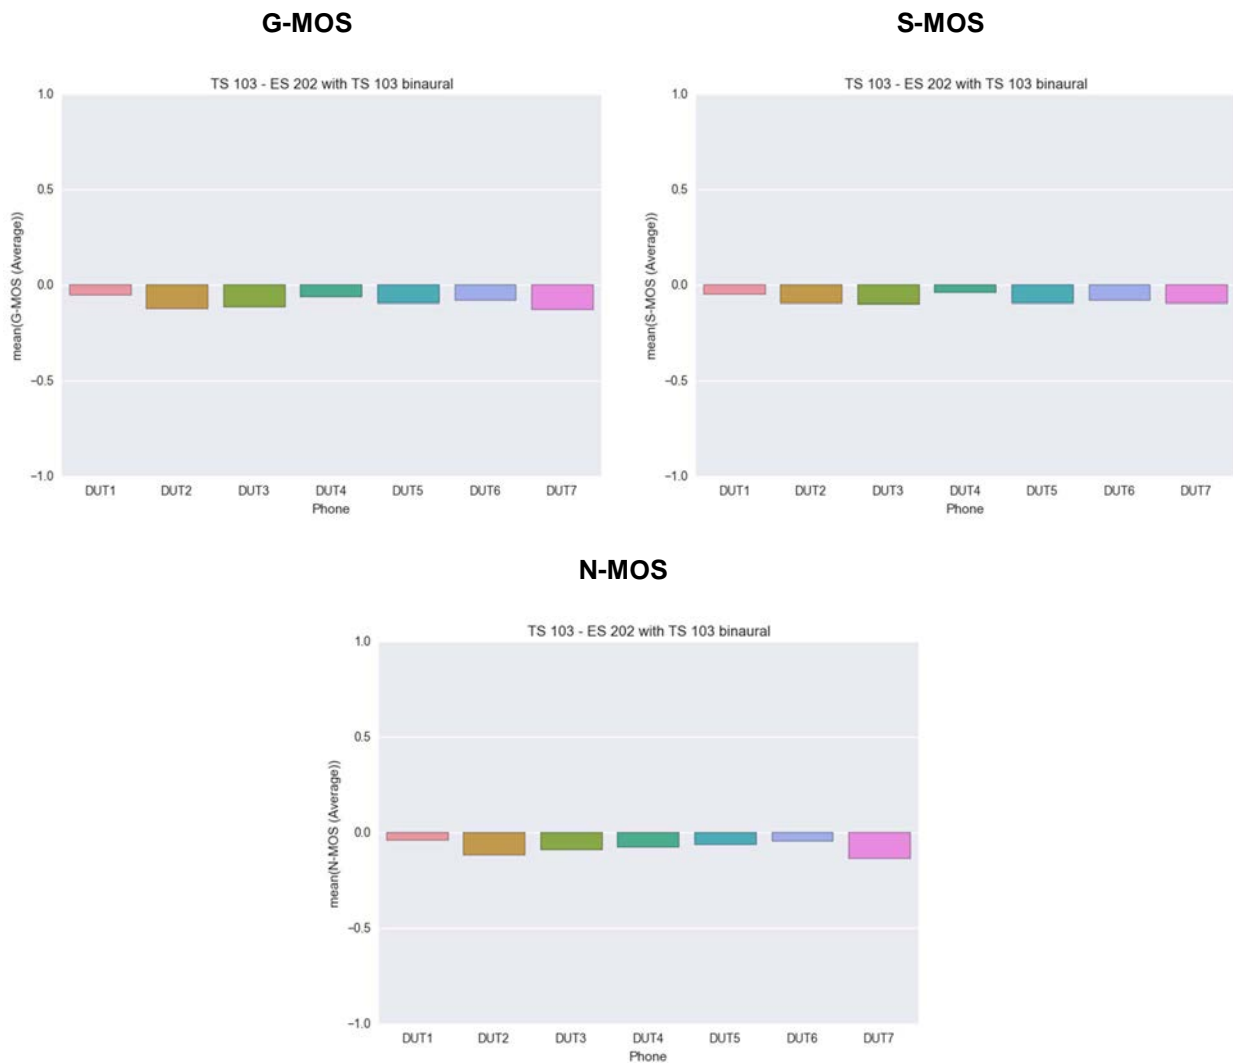 G-MOS
TS 103 - ES 202 with TS 103 binaural
1.0
0.5
0.0
−0.5
−1.0
mean(G-MOS (Average))
DUT1 DUT2 DUT3 DUT4 DUT5 DUT6 DUT7
Phone
S-MOS
TS 103 - ES 202 with TS 103 binaural
1.0
0.5
0.0
−0.5
−1.0
mean(S-MOS (Average))
DUT1 DUT2 DUT3 DUT4 DUT5 DUT6 DUT7
Phone
N-MOS
TS 103 - ES 202 with TS 103 binaural
1.0
0.5
0.0
−0.5
−1.0
mean(N-MOS (Average))
DUT1 DUT2 DUT3 DUT4 DUT5 DUT6 DUT7
Phone